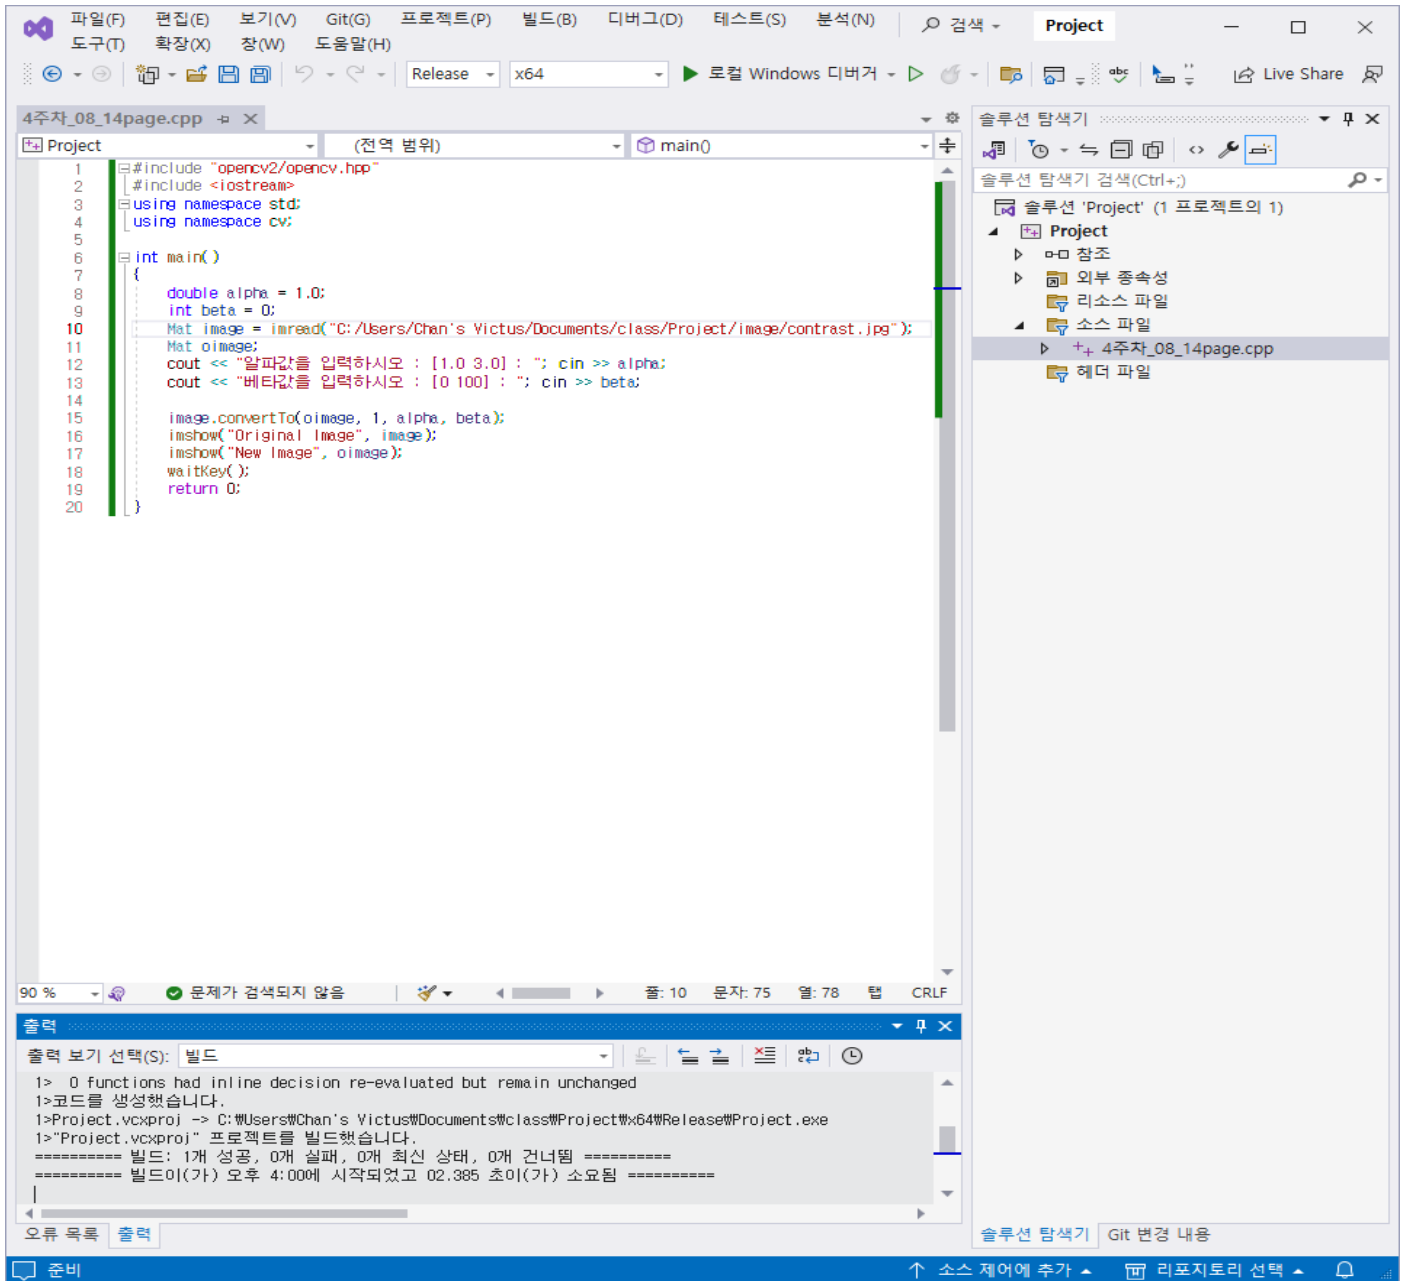 파일(F) 편집(E) 보기(V) Git(G) 프로젝트(P) 빌드(B) 디버그(D) 테스트(S) 분석(N) 검색 Project
도구(T) 확장(X) 창(W) 도움말(H)
Release x64 로컬 Windows 디버거 abc Live Share
4주차_08_14page.cpp
Project (전역 범위) main()
1 #include "opencv2/opencv.hpp"
2 #include <iostream>
3 using namespace std;
4 using namespace cv;
5
6 int main()
7 {
8 double alpha = 1.0;
9 int beta = 0;
10 Mat image = imread("C:/Users/Chan's Victus/Documents/class/Project/image/contrast.jpg");
11 Mat oimage;
12 cout << "알파값을 입력하시오 : [1.0 3.0] : "; cin >> alpha;
13 cout << "베타값을 입력하시오 : [0 100] : "; cin >> beta;
14
15 image.convertTo(oimage, 1, alpha, beta);
16 imshow("Original Image", image);
17 imshow("New Image", oimage);
18 waitKey();
19 return 0;
20 }
90 % 문제가 검색되지 않음 줄: 10 문자: 75 열: 78 탭 CRLF
출력
출력 보기 선택(S): 빌드
1> 0 functions had inline decision re-evaluated but remain unchanged
1>코드를 생성했습니다.
1>Project.vcxproj -> C:₩Users₩Chan's Victus₩Documents₩class₩Project₩x64₩Release₩Project.exe
1>"Project.vcxproj" 프로젝트를 빌드했습니다.
========== 빌드: 1개 성공, 0개 실패, 0개 최신 상태, 0개 건너뜀 ==========
========== 빌드이(가) 오후 4:00에 시작되었고 02.385 초이(가) 소요됨 ==========
오류 목록 출력
솔루션 탐색기
솔루션 탐색기 검색(Ctrl+;)
솔루션 'Project' (1 프로젝트의 1)
Project
참조
외부 종속성
리소스 파일
소스 파일
4주차_08_14page.cpp
헤더 파일
솔루션 탐색기 Git 변경 내용
준비 소스 제어에 추가 리포지토리 선택